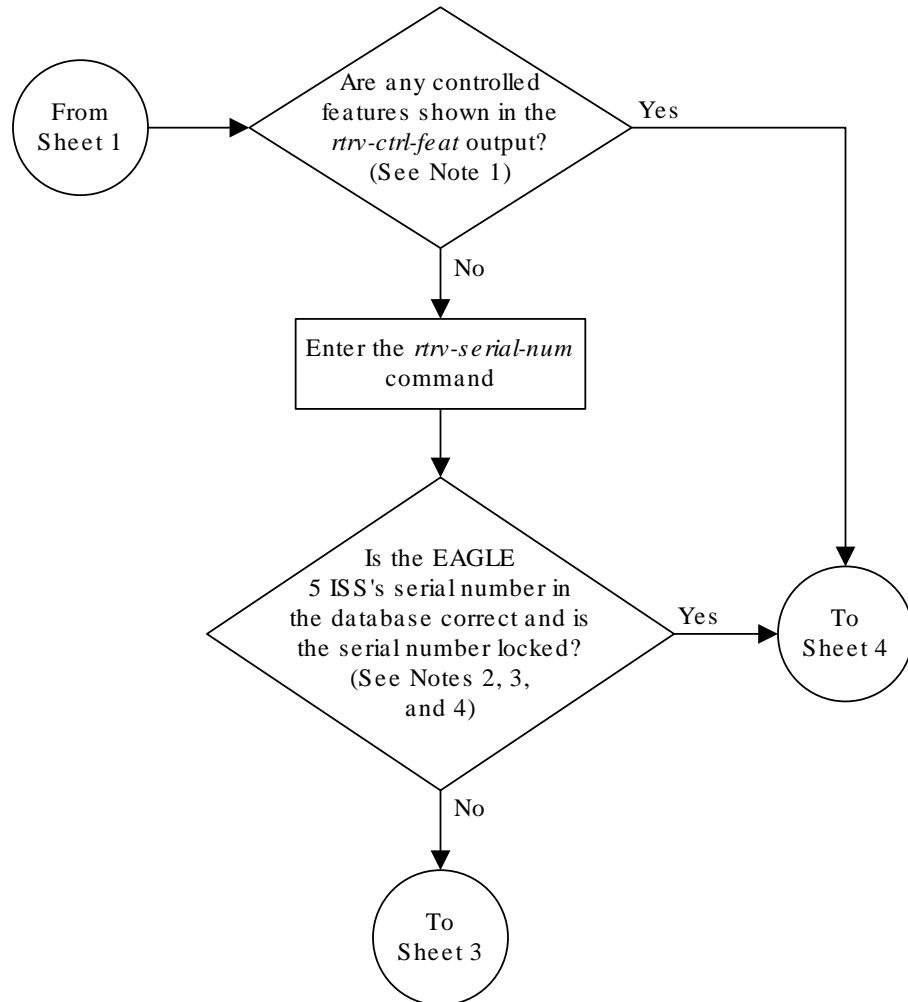 From
Sheet 1
Are any controlled
features shown in the
rtrv-ctrl-feat output?
(See Note 1)
Yes
No
Enter the rtrv-serial-num
command
Is the EAGLE
5 ISS's serial number in
the database correct and is
the serial number locked?
(See Notes 2, 3,
and 4)
Yes
To
Sheet 4
No
To
Sheet 3